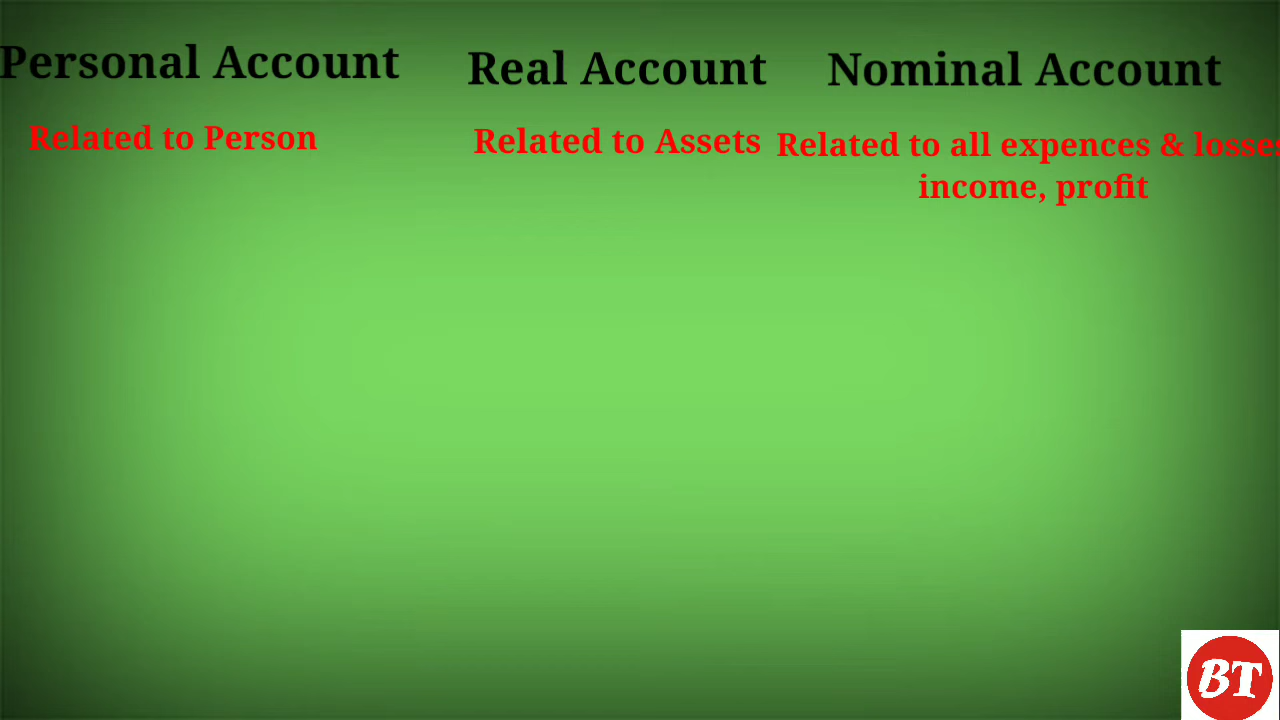 Personal Account
Real Account
Nominal Account
Related to Person
Related to Assets
Related to all expences & losses
income, profit
BT